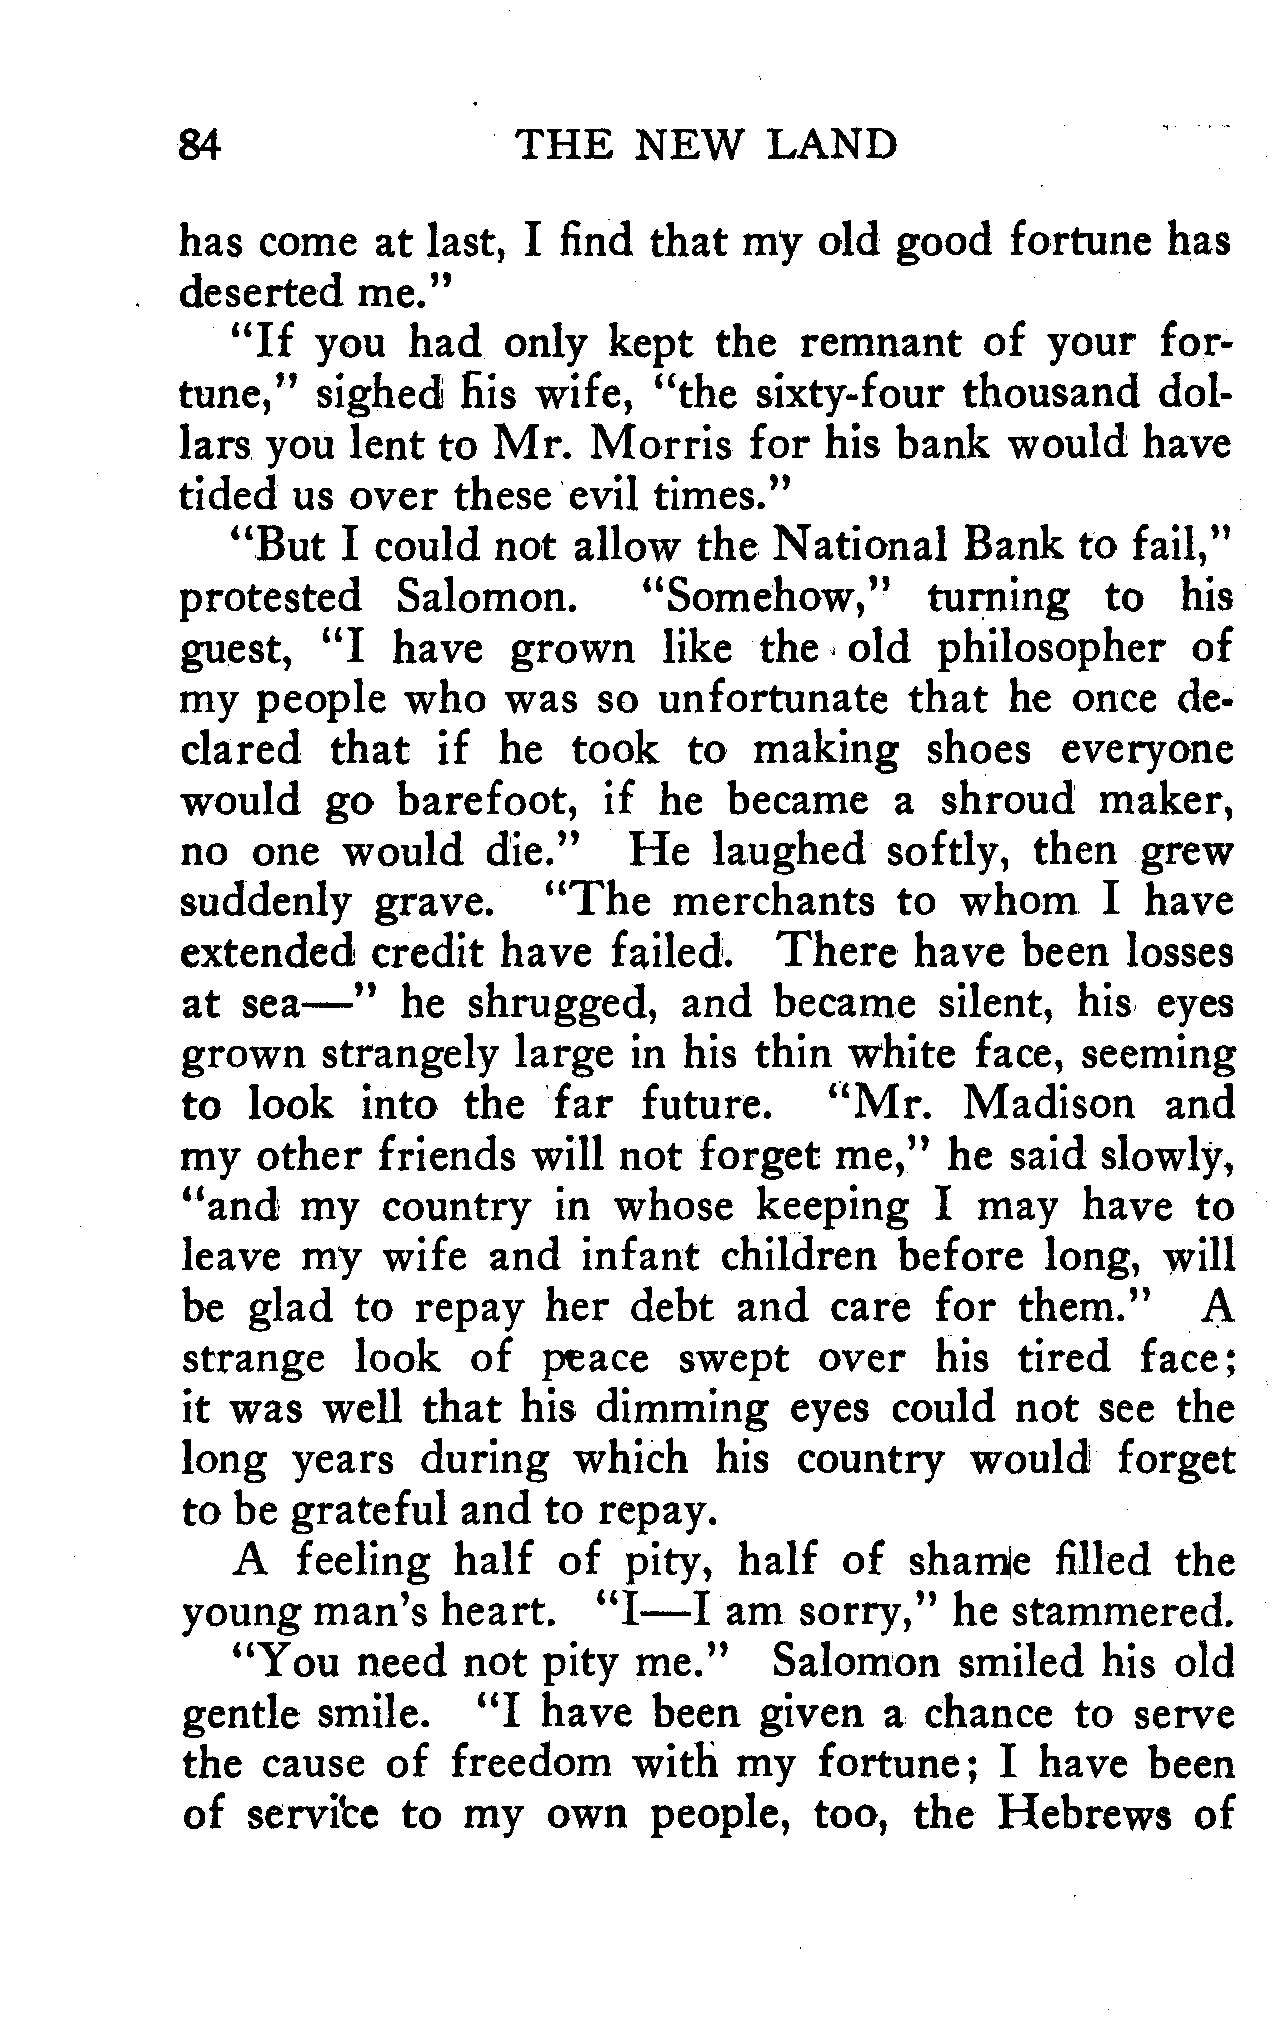 84 THE NEW LAND
has come at last, I find that my old good fortune has
deserted me."
"If you had only kept the remnant of your for-
tune," sighed his wife, "the sixty-four thousand dol-
lars you lent to Mr. Morris for his bank would have
tided us over these evil times."
"But I could not allow the National Bank to fail,"
protested Salomon. "Somehow," turning to his
guest, "I have grown like the old philosopher of
my people who was so unfortunate that he once de-
clared that if he took to making shoes everyone
would go barefoot, if he became a shroud maker,
no one would die." He laughed softly, then grew
suddenly grave. "The merchants to whom I have
extended credit have failed. There have been losses
at sea—" he shrugged, and became silent, his eyes
grown strangely large in his thin white face, seeming
to look into the far future. "Mr. Madison and
my other friends will not forget me," he said slowly,
"and my country in whose keeping I may have to
leave my wife and infant children before long, will
be glad to repay her debt and care for them." A
strange look of peace swept over his tired face;
it was well that his dimming eyes could not see the
long years during which his country would forget
to be grateful and to repay.
A feeling half of pity, half of shame filled the
young man's heart. "I—I am sorry," he stammered.
"You need not pity me." Salomon smiled his old
gentle smile. "I have been given a chance to serve
the cause of freedom with my fortune; I have been
of service to my own people, too, the Hebrews of